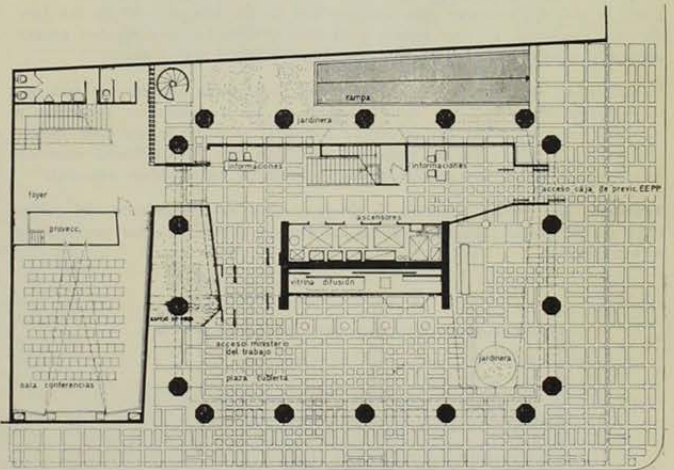 rampa
jardinera
informaciones
informaciones
acceso caja de previc. EEPP
foyer
ascensores
proyecc.
vitrina difusión
acceso ministerio
del trabajo
plaza cubierta
jardinera
sala conferencias